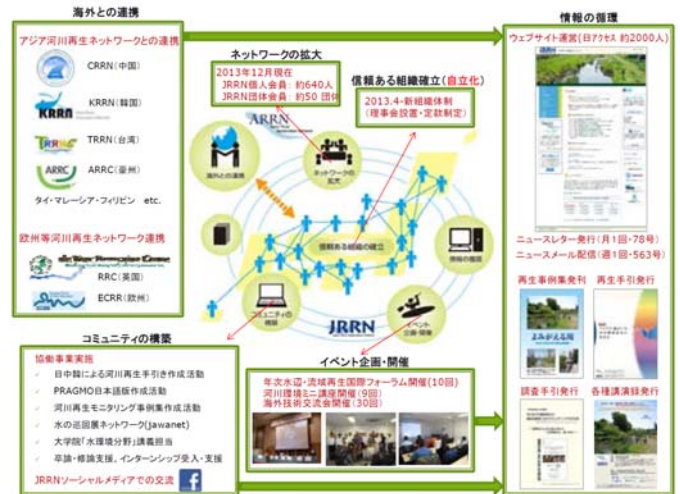 海外との連携
アジア河川再生ネットワークとの連携
CRRN(中国)
KRRN
KRRN(韓国)
TRRN
TRRN(台湾)
ARRC
ARRC(豪州)
タイ・マレーシア・フィリピン etc.
欧州等河川再生ネットワーク連携
RRC(英国)
ECRR
ECRR(欧州)
ネットワークの拡大
2013年12月現在
JRRN個人会員: 約640人
JRRN団体会員: 約50 団体
信頼ある組織確立(自立化)
2013.4-新組織体制
(理事会設置・定款制定)
ARRN
海外との連携
ネットワークの
拡大
信頼ある組織の確立
情報の循環
コミュニティの
構築
イベント
企画・開催
JRRN
情報の循環
ウェブサイト運営(日アクセス 約2000人)
ニュースレター発行(月1回・78号)
ニュースメール配信(週1回・563号)
再生事例集発刊
再生手引発行
よみがえる川
調査手引発行
各種講演録発行
コミュニティの構築
協働事業実施
✓ 日中韓による河川再生手引き作成活動
✓ PRAGMO日本語版作成活動
✓ 河川再生モニタリング事例集作成活動
✓ 水の巡回展ネットワーク(jawanet)
✓ 大学院「水環境分野」講義担当
✓ 卒論・修論支援, インターンシップ受入・支援
JRRNソーシャルメディアでの交流
イベント企画・開催
年次水辺・流域再生国際フォーラム開催(10回)
河川環境ミニ講座開催(9回)
海外技術交流会開催(30回)